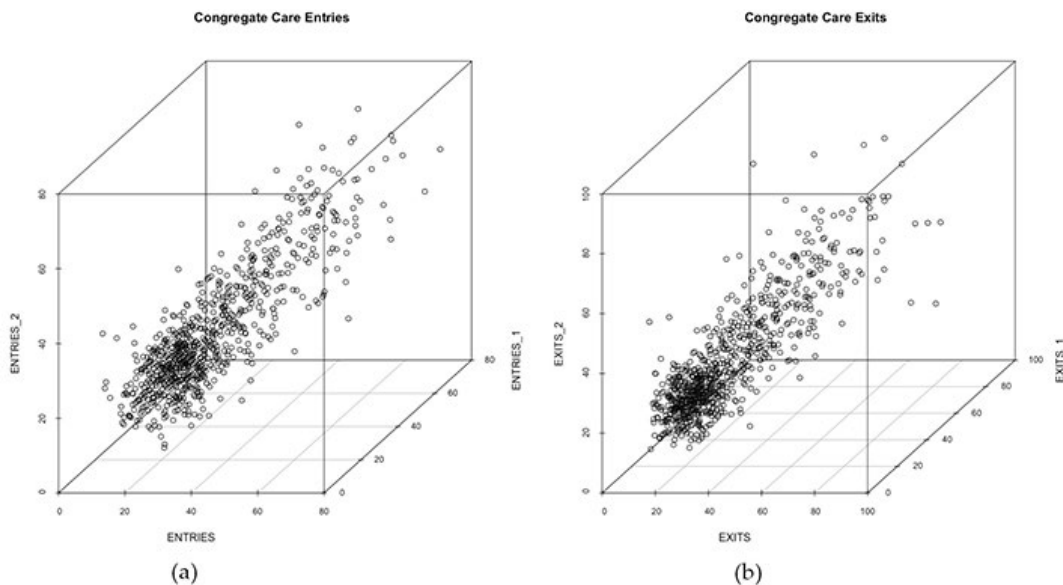 Congregate Care Entries
80
60
40
20
0
ENTRIES_2
0 20 40 60 80
ENTRIES
0
20
40
60
80
ENTRIES_1
(a)
Congregate Care Exits
100
80
60
40
20
0
EXITS_2
0 20 40 60 80 100
EXITS
0
20
40
60
80
100
EXITS_1
(b)